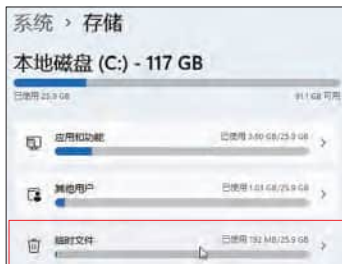 系统 › 存储
本地磁盘 (C:) - 117 GB
已使用 25.9 GB
91.1 GB 可用
应用和功能
已使用 3.60 GB/25.9 GB
其他用户
已使用 1.03 GB/25.9 GB
临时文件
已使用 192 MB/25.9 GB